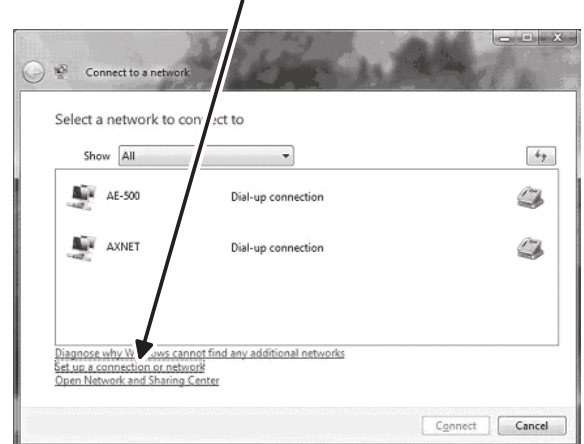 Connect to a network
Select a network to connect to
Show All
AE-500 Dial-up connection
AXNET Dial-up connection
Diagnose why Windows cannot find any additional networks
Set up a connection or network
Open Network and Sharing Center
Connect Cancel